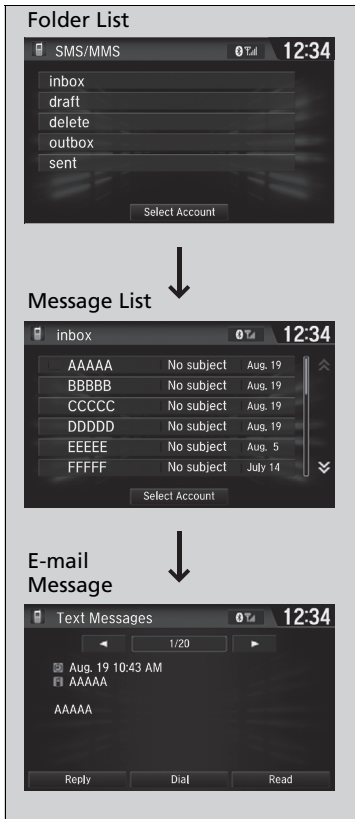 Folder List
SMS/MMS 12:34
inbox
draft
delete
outbox
sent
Select Account
Message List
inbox 12:34
AAAAA No subject Aug. 19
BBBBB No subject Aug. 19
CCCCC No subject Aug. 19
DDDDD No subject Aug. 19
EEEEE No subject Aug. 5
FFFFF No subject July 14
Select Account
E-mail
Message
Text Messages 12:34
1/20
Aug. 19 10:43 AM
AAAAA
AAAAA
Reply Dial Read